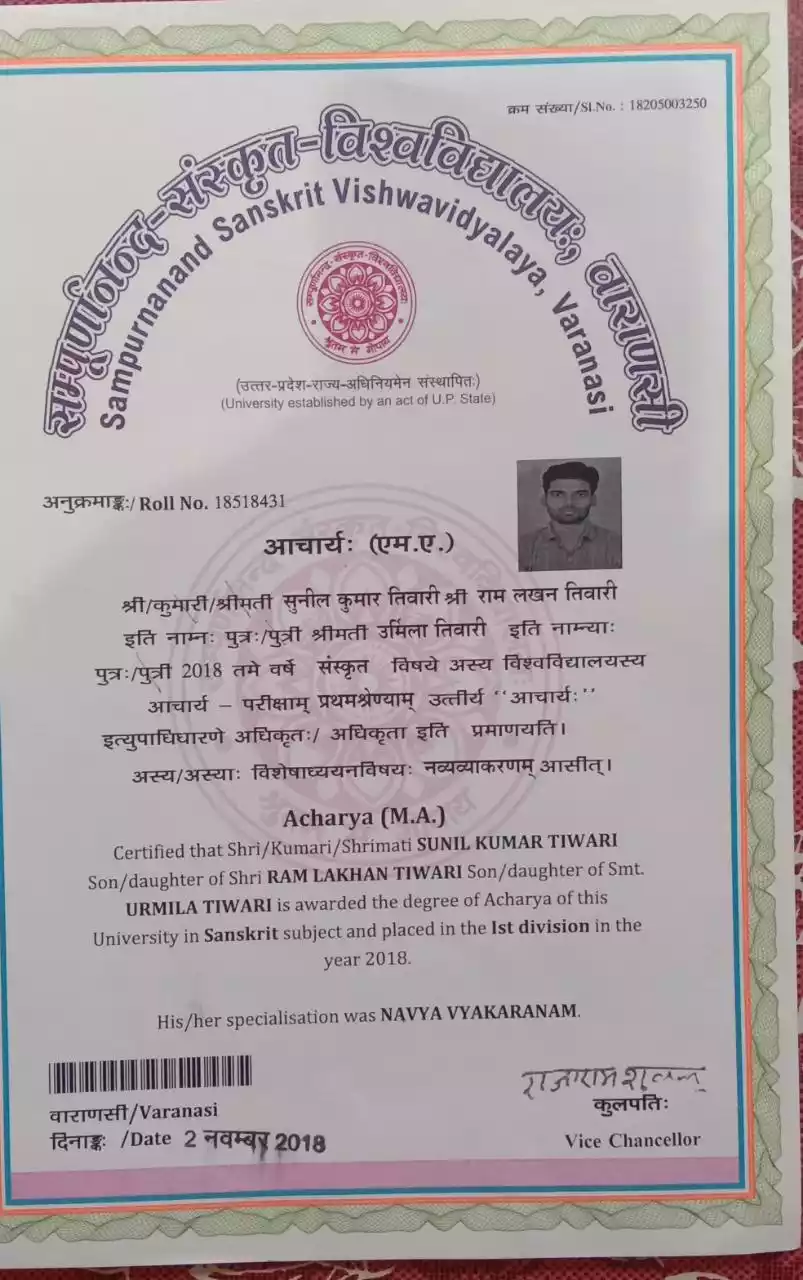 क्रम संख्या/Sl.No. : 18205003250
सम्पूर्णानन्द-संस्कृत-विश्वविद्यालयः, वाराणसी
Sampurnanand Sanskrit Vishwavidyalaya, Varanasi
सम्पूर्णानन्द-संस्कृत-विश्वविद्यालयः
श्रुतम मे गोपाय
(उत्तर-प्रदेश-राज्य-अधिनियमेन संस्थापितः)
(University established by an act of U.P. State)
अनुक्रमाङ्कः/ Roll No. 18518431
आचार्यः (एम.ए.)
श्री/कुमारी/श्रीमती सुनील कुमार तिवारी श्री राम लखन तिवारी
इति नाम्नः पुत्रः/पुत्री श्रीमती उर्मिला तिवारी इति नाम्न्याः
पुत्रः/पुत्री 2018 तमे वर्षे संस्कृत विषये अस्य विश्वविद्यालयस्य
आचार्य – परीक्षाम् प्रथमश्रेण्याम् उत्तीर्य “आचार्यः”
इत्युपाधिधारणे अधिकृतः/ अधिकृता इति प्रमाणयति।
अस्य/अस्याः विशेषाध्ययनविषयः नव्यव्याकरणम् आसीत्।
Acharya (M.A.)
Certified that Shri/Kumari/Shrimati SUNIL KUMAR TIWARI
Son/daughter of Shri RAM LAKHAN TIWARI Son/daughter of Smt.
URMILA TIWARI is awarded the degree of Acharya of this
University in Sanskrit subject and placed in the Ist division in the
year 2018.
His/her specialisation was NAVYA VYAKARANAM.
राजाराम शुक्ल
वाराणसी/Varanasi
कुलपतिः
दिनाङ्कः /Date 2 नवम्बर 2018
Vice Chancellor